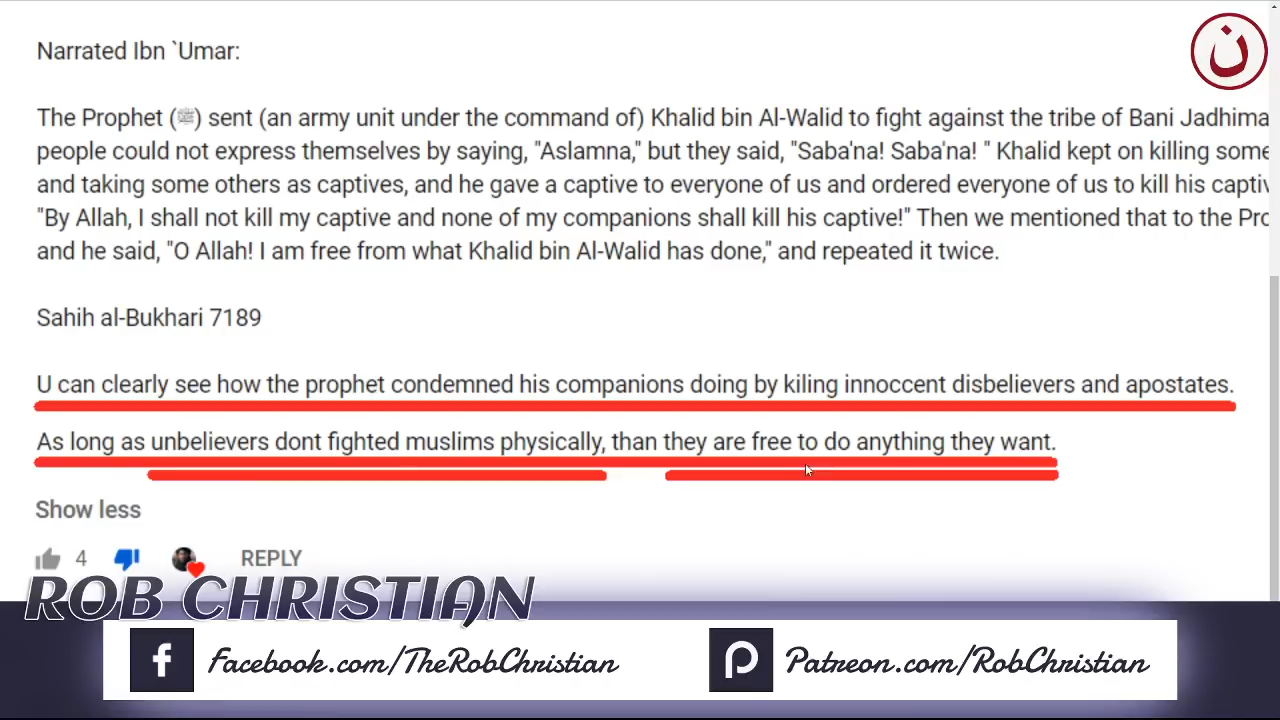 Narrated Ibn `Umar:
ن
The Prophet (ﷺ) sent (an army unit under the command of) Khalid bin Al-Walid to fight against the tribe of Bani Jadhima
people could not express themselves by saying, "Aslamna," but they said, "Saba'na! Saba'na! " Khalid kept on killing some
and taking some others as captives, and he gave a captive to everyone of us and ordered everyone of us to kill his captiv
"By Allah, I shall not kill my captive and none of my companions shall kill his captive!" Then we mentioned that to the Pro
and he said, "O Allah! I am free from what Khalid bin Al-Walid has done," and repeated it twice.
Sahih al-Bukhari 7189
U can clearly see how the prophet condemned his companions doing by kiling innoccent disbelievers and apostates.
As long as unbelievers dont fighted muslims physically, than they are free to do anything they want.
Show less
4 REPLY
ROB CHRISTIAN
f Facebook.com/TheRobChristian Patreon.com/RobChristian